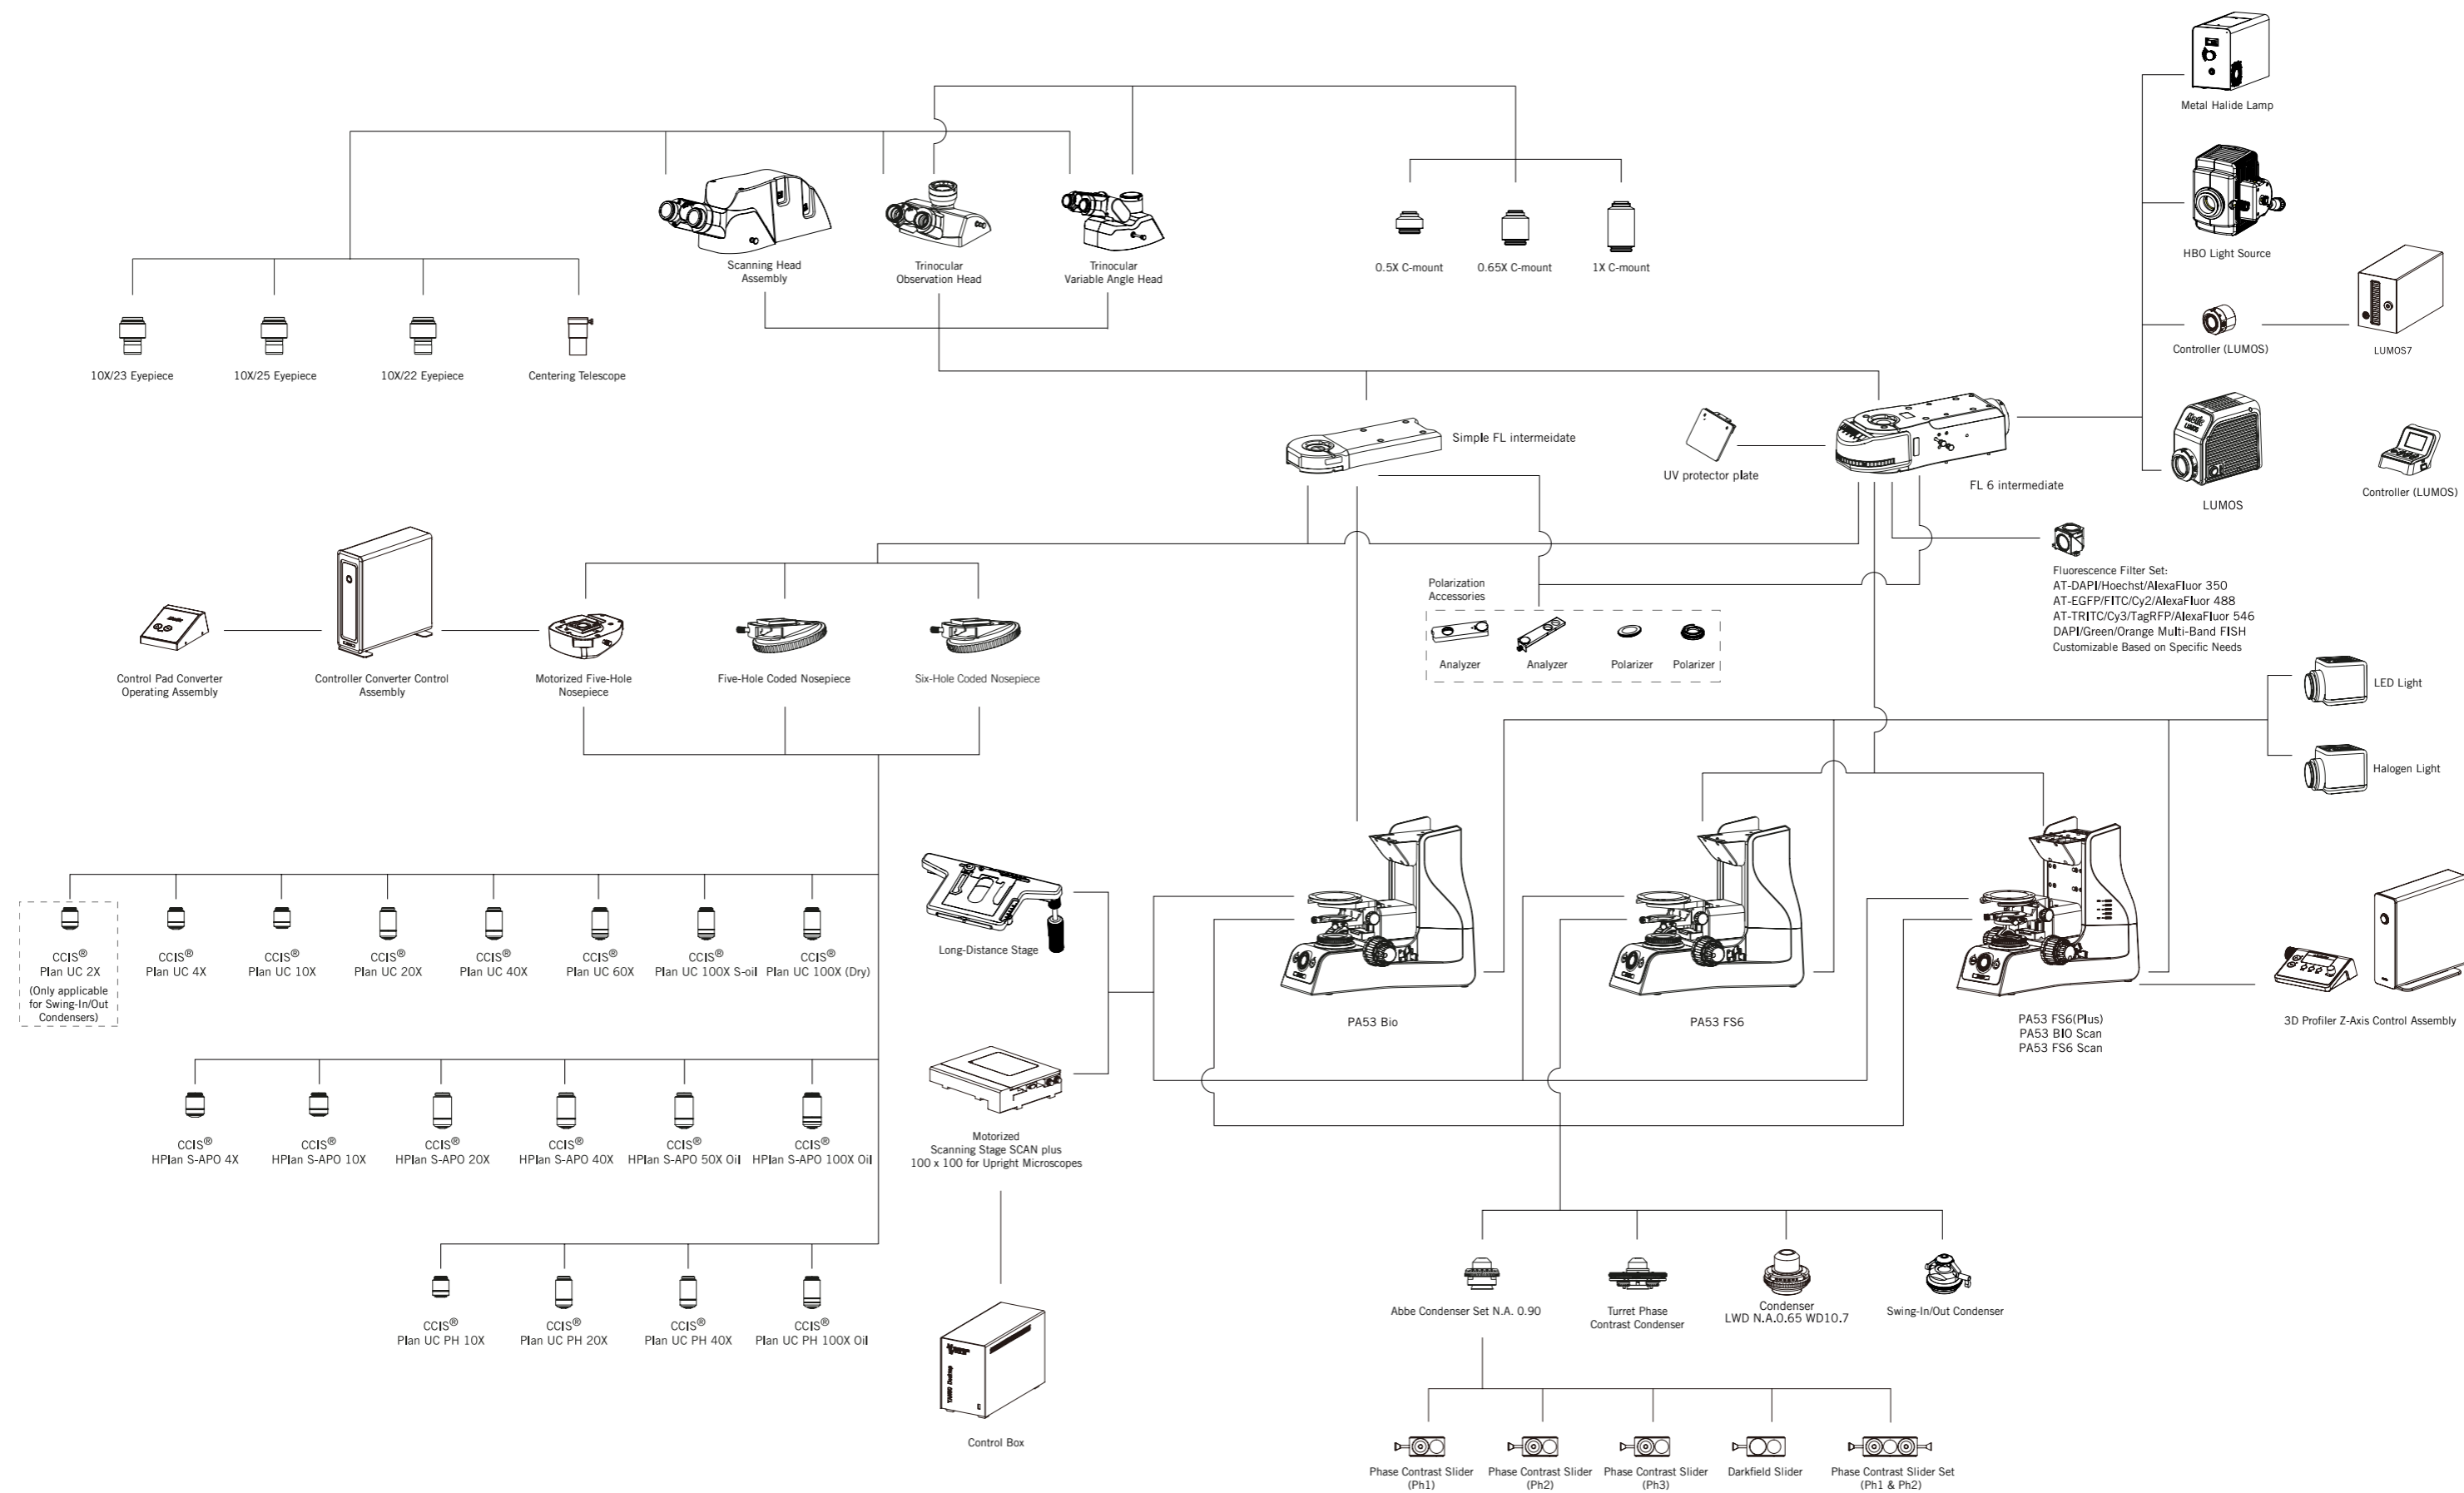 Metal Halide Lamp
HBO Light Source
Controller (LUMOS)
LUMOS7
Motic
LUMOS
LUMOS
Controller (LUMOS)
Scanning Head
Assembly
Trinocular
Observation Head
Trinocular
Variable Angle Head
0.5X C-mount
0.65X C-mount
1X C-mount
10X/23 Eyepiece
10X/25 Eyepiece
10X/22 Eyepiece
Centering Telescope
Simple FL intermeidate
UV protector plate
FL 6 intermediate
Fluorescence Filter Set:
AT-DAPI/Hoechst/AlexaFluor 350
AT-EGFP/FITC/Cy2/AlexaFluor 488
AT-TRITC/Cy3/TagRFP/AlexaFluor 546
DAPI/Green/Orange Multi-Band FISH
Customizable Based on Specific Needs
Polarization
Accessories
Analyzer
Analyzer
Polarizer
Polarizer
Control Pad Converter
Operating Assembly
Controller Converter Control
Assembly
Motorized Five-Hole
Nosepiece
Five-Hole Coded Nosepiece
Six-Hole Coded Nosepiece
LED Light
Halogen Light
CCIS®
Plan UC 2X
(Only applicable
for Swing-In/Out
Condensers)
CCIS®
Plan UC 4X
CCIS®
Plan UC 10X
CCIS®
Plan UC 20X
CCIS®
Plan UC 40X
CCIS®
Plan UC 60X
CCIS®
Plan UC 100X S-oil
CCIS®
Plan UC 100X (Dry)
Long-Distance Stage
PA53 Bio
PA53 FS6
PA53 FS6(Plus)
PA53 BIO Scan
PA53 FS6 Scan
3D Profiler Z-Axis Control Assembly
CCIS®
HPlan S-APO 4X
CCIS®
HPlan S-APO 10X
CCIS®
HPlan S-APO 20X
CCIS®
HPlan S-APO 40X
CCIS®
HPlan S-APO 50X Oil
CCIS®
HPlan S-APO 100X Oil
Motorized
Scanning Stage SCAN plus
100 x 100 for Upright Microscopes
CCIS®
Plan UC PH 10X
CCIS®
Plan UC PH 20X
CCIS®
Plan UC PH 40X
CCIS®
Plan UC PH 100X Oil
TANGO Desktop
Control Box
Abbe Condenser Set N.A. 0.90
Turret Phase
Contrast Condenser
Condenser
LWD N.A.0.65 WD10.7
Swing-In/Out Condenser
Phase Contrast Slider
(Ph1)
Phase Contrast Slider
(Ph2)
Phase Contrast Slider
(Ph3)
Darkfield Slider
Phase Contrast Slider Set
(Ph1 & Ph2)